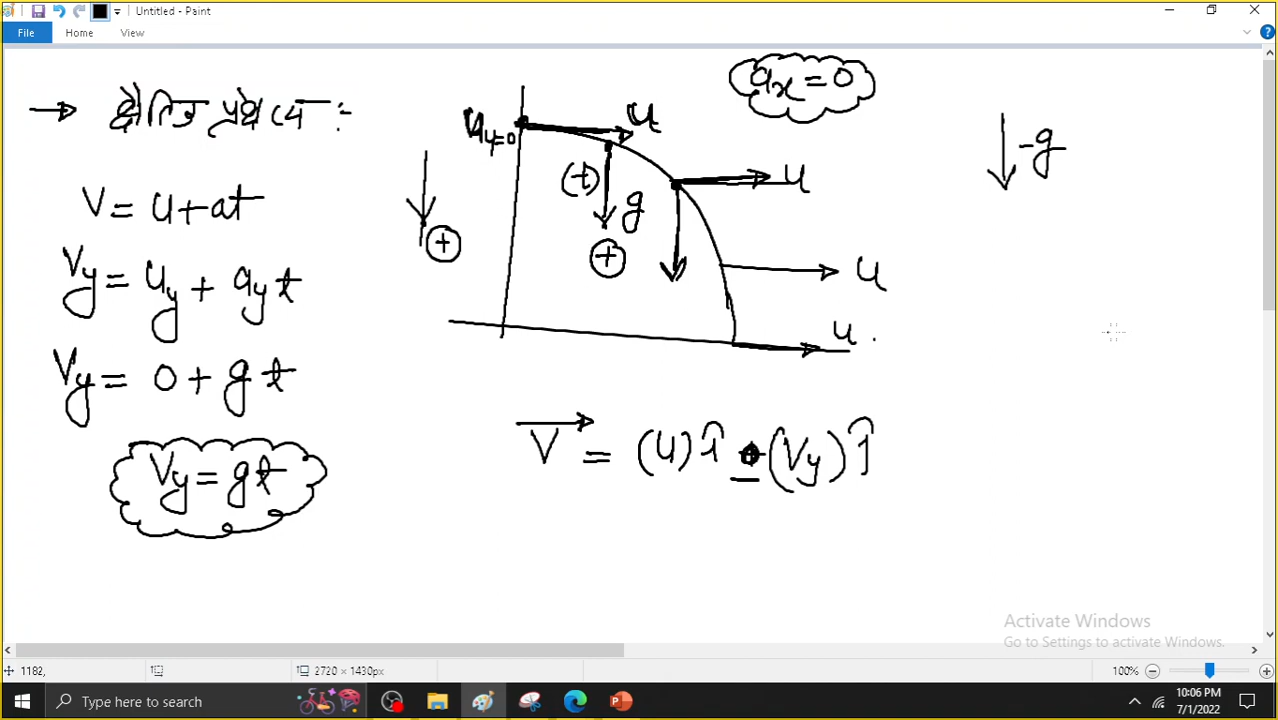 Untitled - Paint
File Home View
→ क्षैतिज प्रक्षेप्य :-
ax = 0
uy=0
u
-g
(t)
g
u
V = u + at
+
+
Vy = uy + ay t
u
u .
Vy = 0 + g t
V = (u) î + (Vy) ĵ
Vy = gt
Activate Windows
Go to Settings to activate Windows.
1182,
2720 × 1430px
100%
Type here to search
10:06 PM
7/1/2022